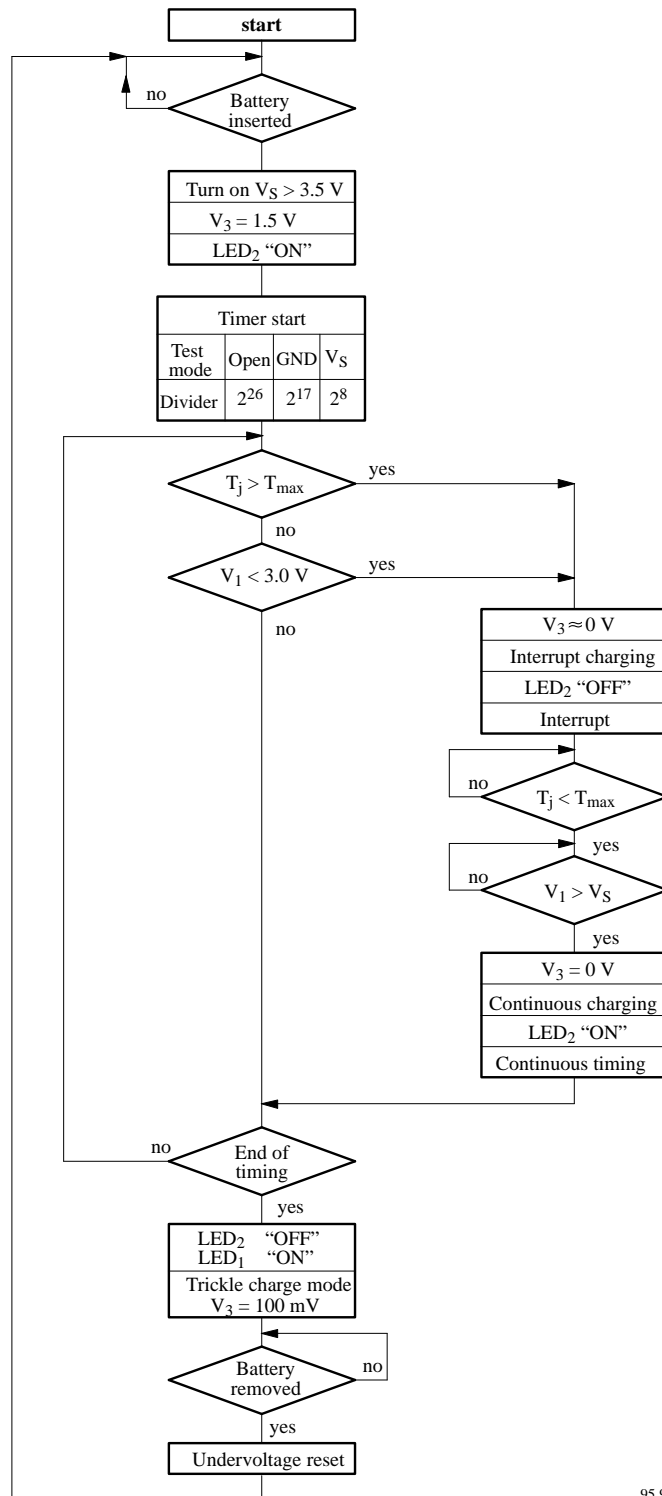 start
no
Battery
inserted
Turn on VS > 3.5 V
V3 = 1.5 V
LED2 “ON”
Timer start
Test mode Open GND VS
Divider 2^26 2^17 2^8
Tj > Tmax
yes
no
V1 < 3.0 V
yes
no
V3 ≈ 0 V
Interrupt charging
LED2 “OFF”
Interrupt
no
Tj < Tmax
yes
no
V1 > VS
yes
V3 = 0 V
Continuous charging
LED2 “ON”
Continuous timing
no
End of
timing
yes
LED2 “OFF”
LED1 “ON”
Trickle charge mode
V3 = 100 mV
Battery
removed
no
yes
Undervoltage reset